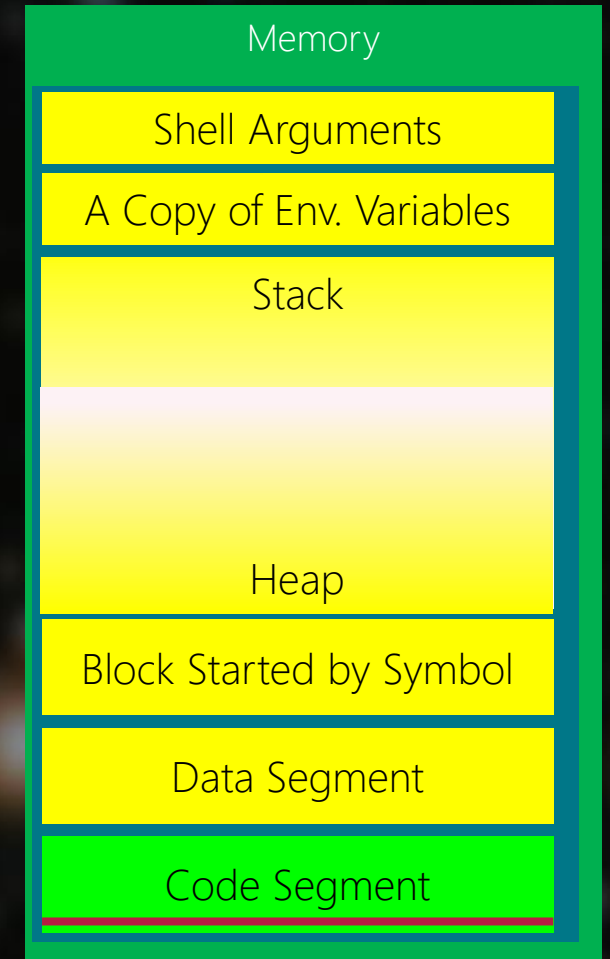 Memory
Shell Arguments
A Copy of Env. Variables
Stack
Heap
Block Started by Symbol
Data Segment
Code Segment